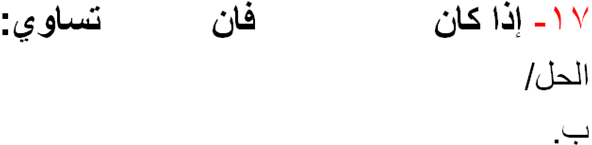 ١٧- إذا كان فان تساوي:
الحل/
ب.